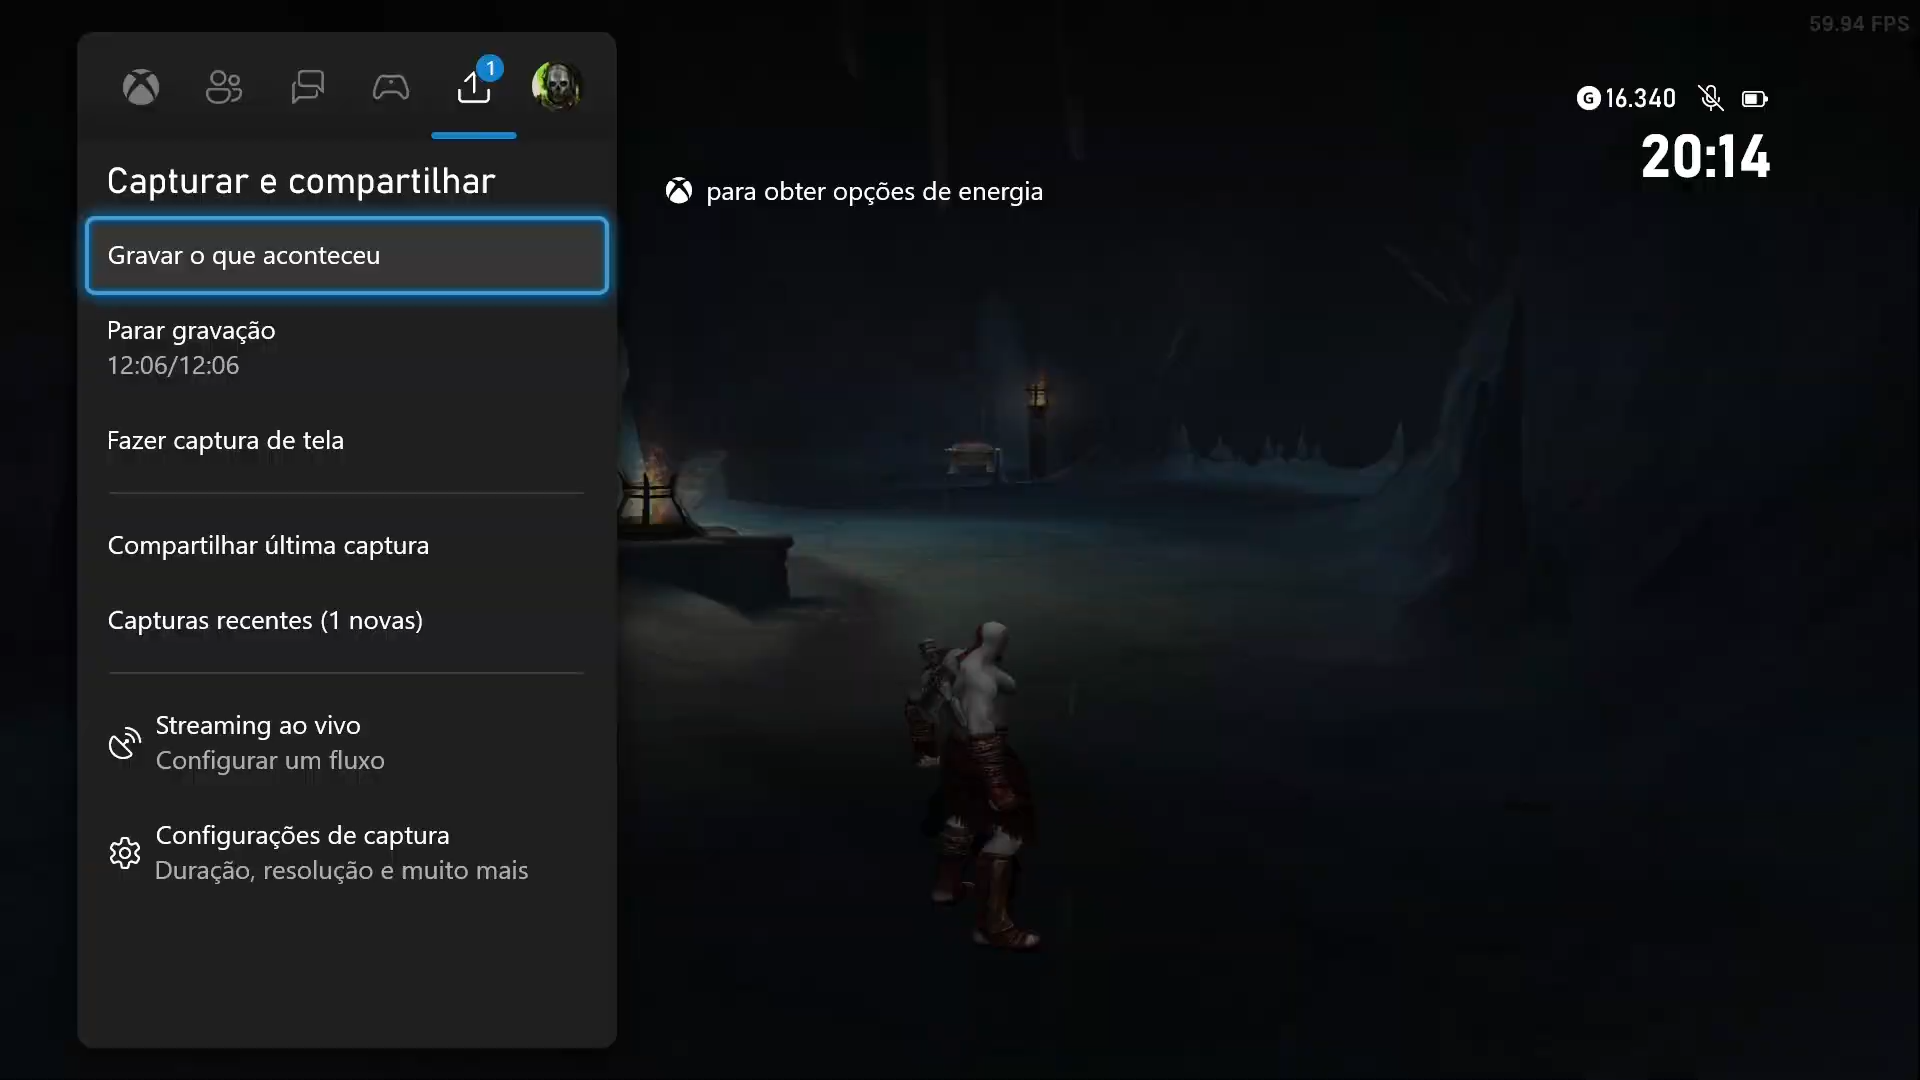 59.94 FPS
1
G 16.340
20:14
Capturar e compartilhar
para obter opções de energia
Gravar o que aconteceu
Parar gravação
12:06/12:06
Fazer captura de tela
Compartilhar última captura
Capturas recentes (1 novas)
Streaming ao vivo
Configurar um fluxo
Configurações de captura
Duração, resolução e muito mais